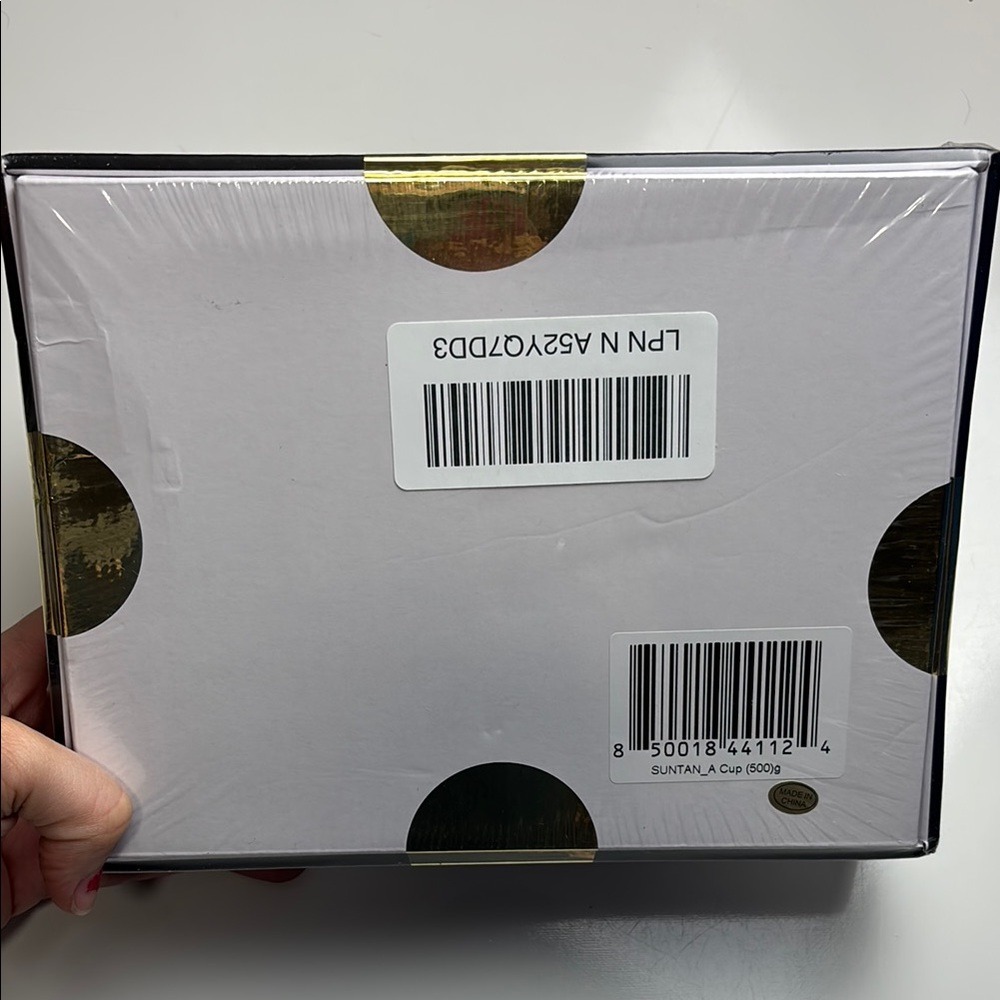 LPN N A52YQ7DD3
8 50018 44112 4
SUNTAN_A Cup (500)g
MADE IN
CHINA